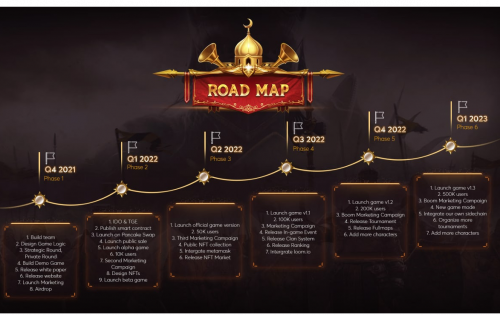 ROAD MAP
Q4 2021
Phase 1
1. Build team
2. Design Game Logic
3. Strategic Round,
Private Round
4. Build Demo Game
5. Release white paper
6. Release website
7. Launch Marketing
8. Airdrop
Q1 2022
Phase 2
1. IDO & TGE
2. Publish smart contract
3. Launch on Pancake Swap
4. Launch public sale
5. Launch alpha game
6. 10K users
7. Second Marketing
Campaign
8. Design NFTs
9. Launch beta game
Q2 2022
Phase 3
1. Launch official game version
2. 50K users
3. Third Marketing Campaign
4. Public NFT collection
5. Intergate metamask
6. Release NFT Market
Q3 2022
Phase 4
1. Launch game v1.1
2. 100K users
3. Marketing Campaign
4. Release In-game Event
5. Release Clan System
6. Release Ranking
7. Intergrate
Q4 2022
Phase 5
1. Launch game v1.2
2. 200K users
3. Boom Marketing Campaign
4. Release Tournament
5. Release Fullmaps
6. Add more characters
Q1 2023
Phase 6
1. Launch game v1.3
2. 500K users
3. Boom Marketing Campaign
4. New game mode
5. Integrate our own sidechain
6. Organize more
tournaments
7. Add more characters